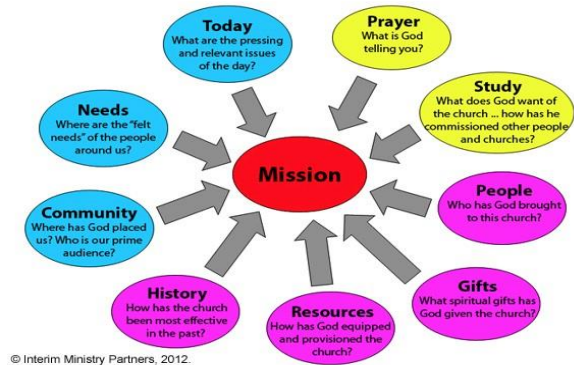 Today
What are the pressing
and relevant issues
of the day?
Prayer
What is God
telling you?
Needs
Where are the "felt
needs" of the people
around us?
Study
What does God want of
the church ... how has he
commissioned other people
and churches?
Mission
Community
Where has God placed
us? Who is our prime
audience?
People
Who has God brought
to this church?
History
How has the church
been most effective
in the past?
Resources
How has God equipped
and provisioned the
church?
Gifts
What spiritual gifts has
God given the church?
© Interim Ministry Partners, 2012.